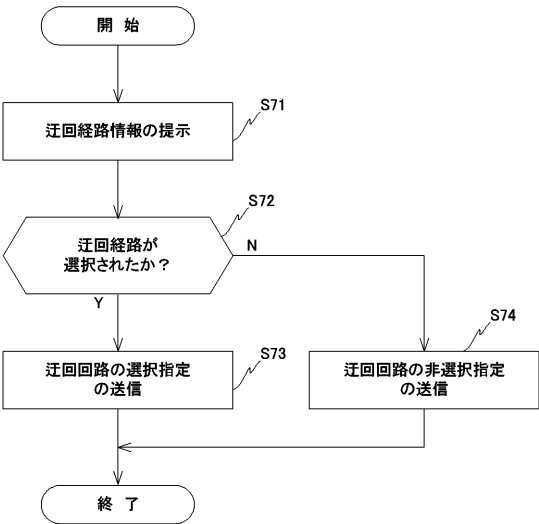 開 始
S71
迂回経路情報の提示
S72
迂回経路が
選択されたか？
N
Y
S73
迂回回路の選択指定
の送信
S74
迂回回路の非選択指定
の送信
終 了